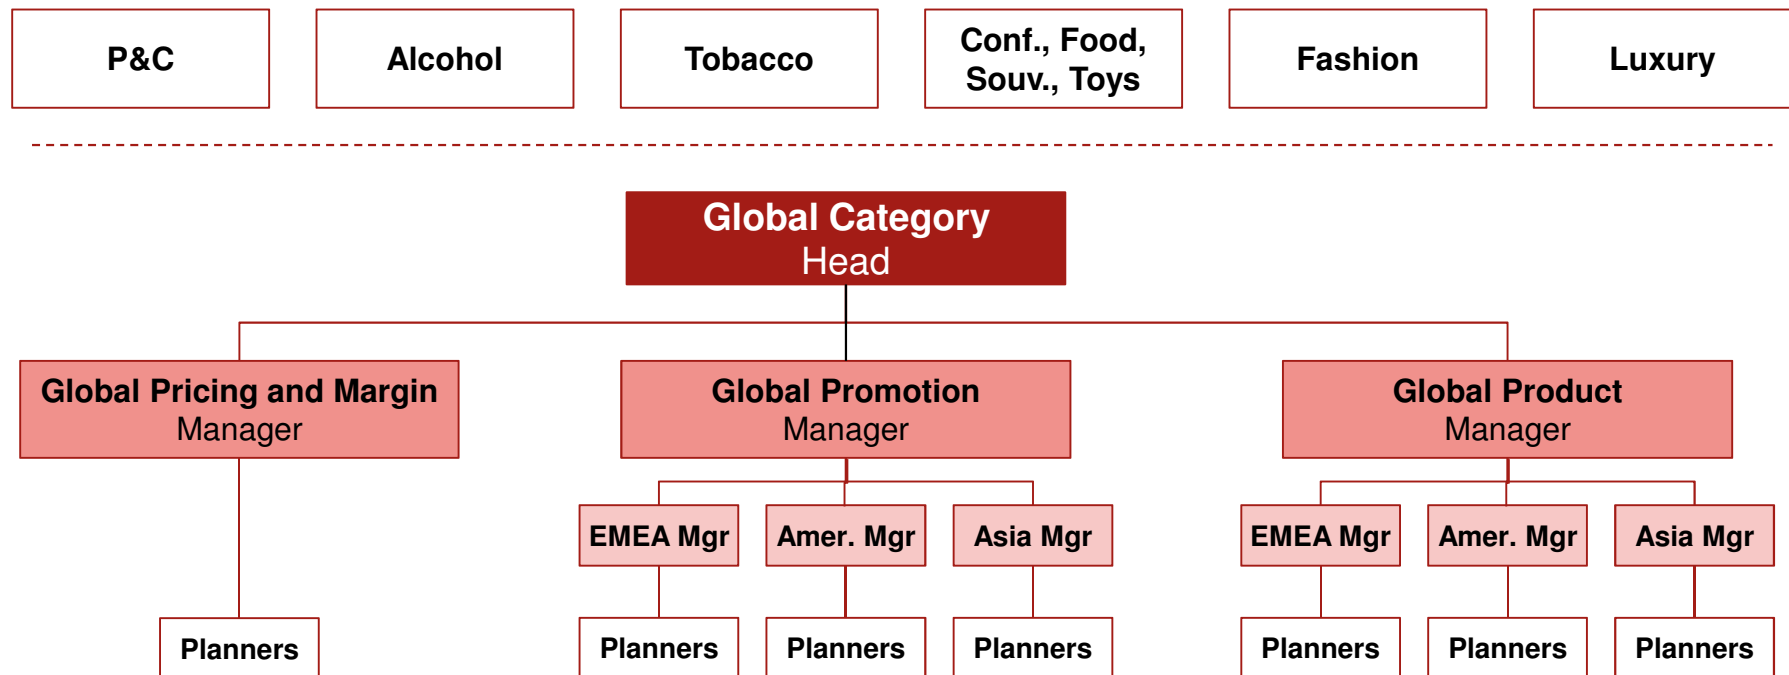 P&C
Alcohol
Tobacco
Conf., Food,
Souv., Toys
Fashion
Luxury
Global Category
Head
Global Pricing and Margin
Manager
Global Promotion
Manager
Global Product
Manager
EMEA Mgr
Amer. Mgr
Asia Mgr
EMEA Mgr
Amer. Mgr
Asia Mgr
Planners
Planners
Planners
Planners
Planners
Planners
Planners